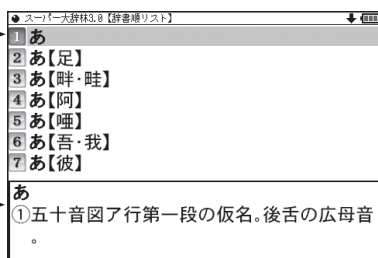 スーパー大辞林3.0【辞書順リスト】
1 あ
2 あ【足】
3 あ【畔・畦】
4 あ【阿】
5 あ【啞】
6 あ【吾・我】
7 あ【彼】
あ
①五十音図ア行第一段の仮名。後舌の広母音
。